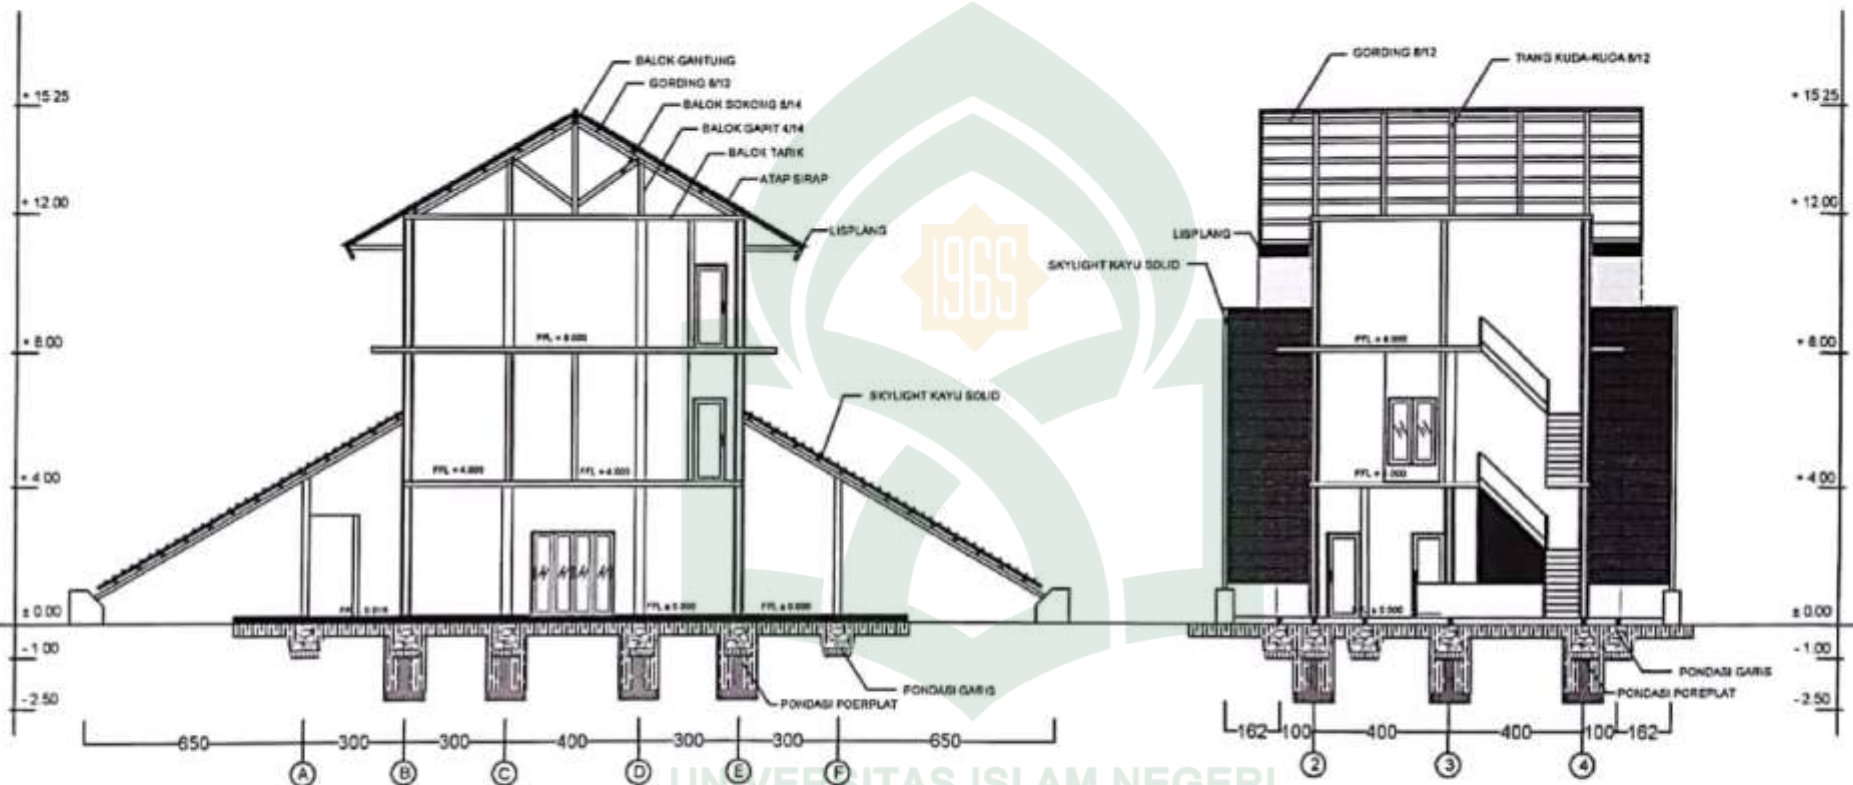 BALOK GANTUNG
GORDING 8/12
BALOK SOKONG 8/14
BALOK GAPIT 4/14
BALOK TARIK
ATAP SIRAP
LISPLANG
SKYLIGHT KAYU SOLID
+ 15.25
+ 12.00
+ 8.00
+ 4.00
± 0.00
- 1.00
- 2.50
FFL + 8.000
FFL + 4.000
FFL + 4.000
FFL ± 0.000
FFL ± 0.000
PONDASI GARIS
PONDASI POERPLAT
650
300
300
400
300
300
650
A
B
C
D
E
F
GORDING 8/12
TIANG KUDA-KUDA 8/12
LISPLANG
SKYLIGHT KAYU SOLID
+ 15.25
+ 12.00
+ 8.00
+ 4.00
± 0.00
- 1.00
- 2.50
FFL + 8.000
FFL ± 0.000
PONDASI GARIS
PONDASI POREPLAT
162
100
400
400
100
162
2
3
4
1965
UNIVERSITAS ISLAM NEGERI